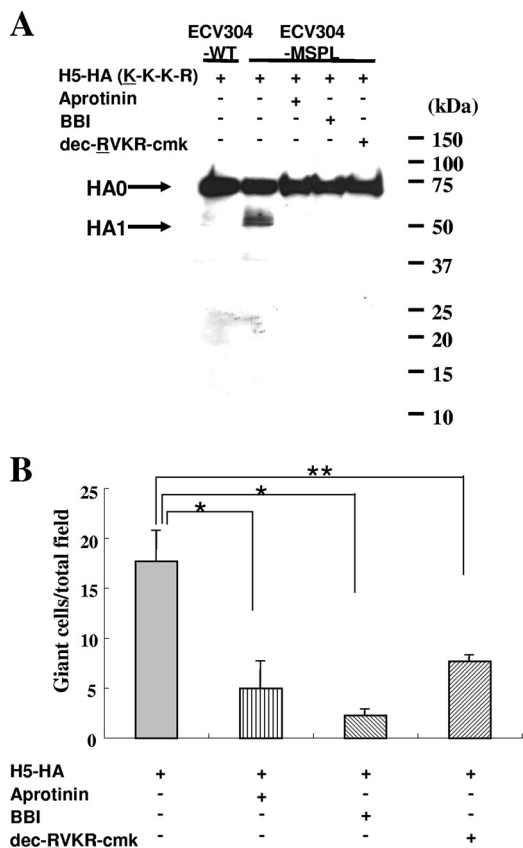 A
ECV304 ECV304
-WT -MSPL
H5-HA (K-K-K-R) + + + + +
Aprotinin - - + - -
BBI - - - + -
dec-RVKR-cmk - - - - +
(kDa)
150
100
HA0 75
HA1 50
37
25
20
15
10
B
**
*
*
Giant cells/total field
25
20
15
10
5
0
H5-HA + + + +
Aprotinin - + - -
BBI - - + -
dec-RVKR-cmk - - - +